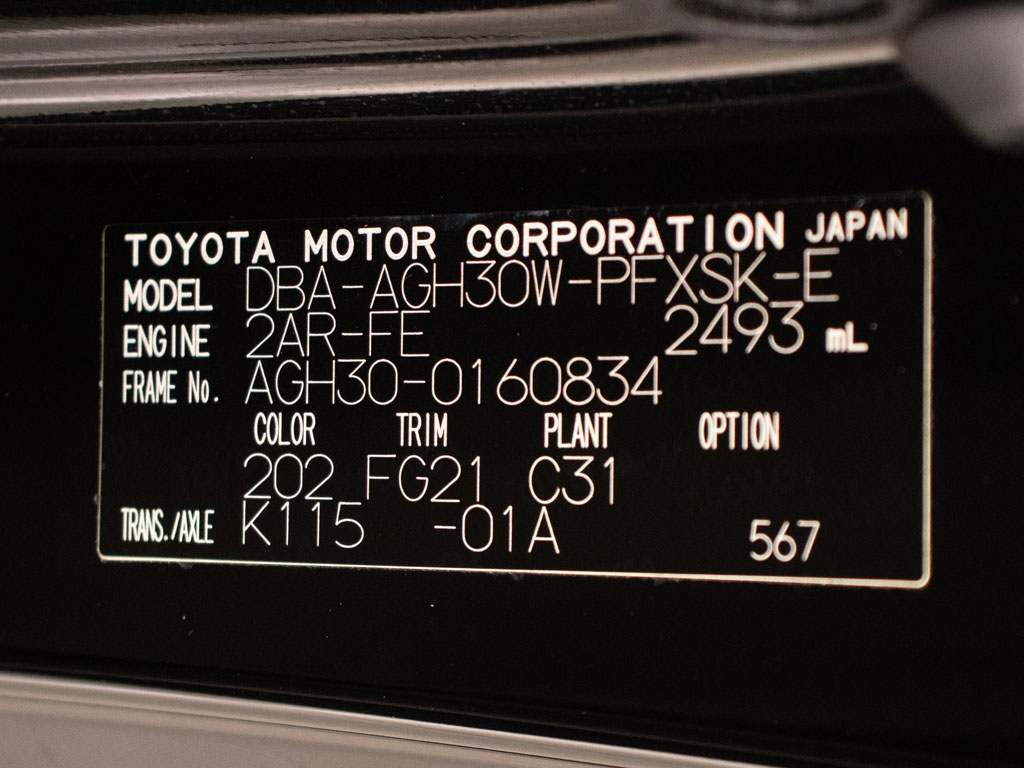 TOYOTA MOTOR CORPORATION JAPAN
MODEL DBA-AGH30W-PFXSK-E
ENGINE 2AR-FE 2493 mL
FRAME No. AGH30-0160834
COLOR TRIM PLANT OPTION
202 FG21 C31
TRANS./AXLE K115 -01A 567